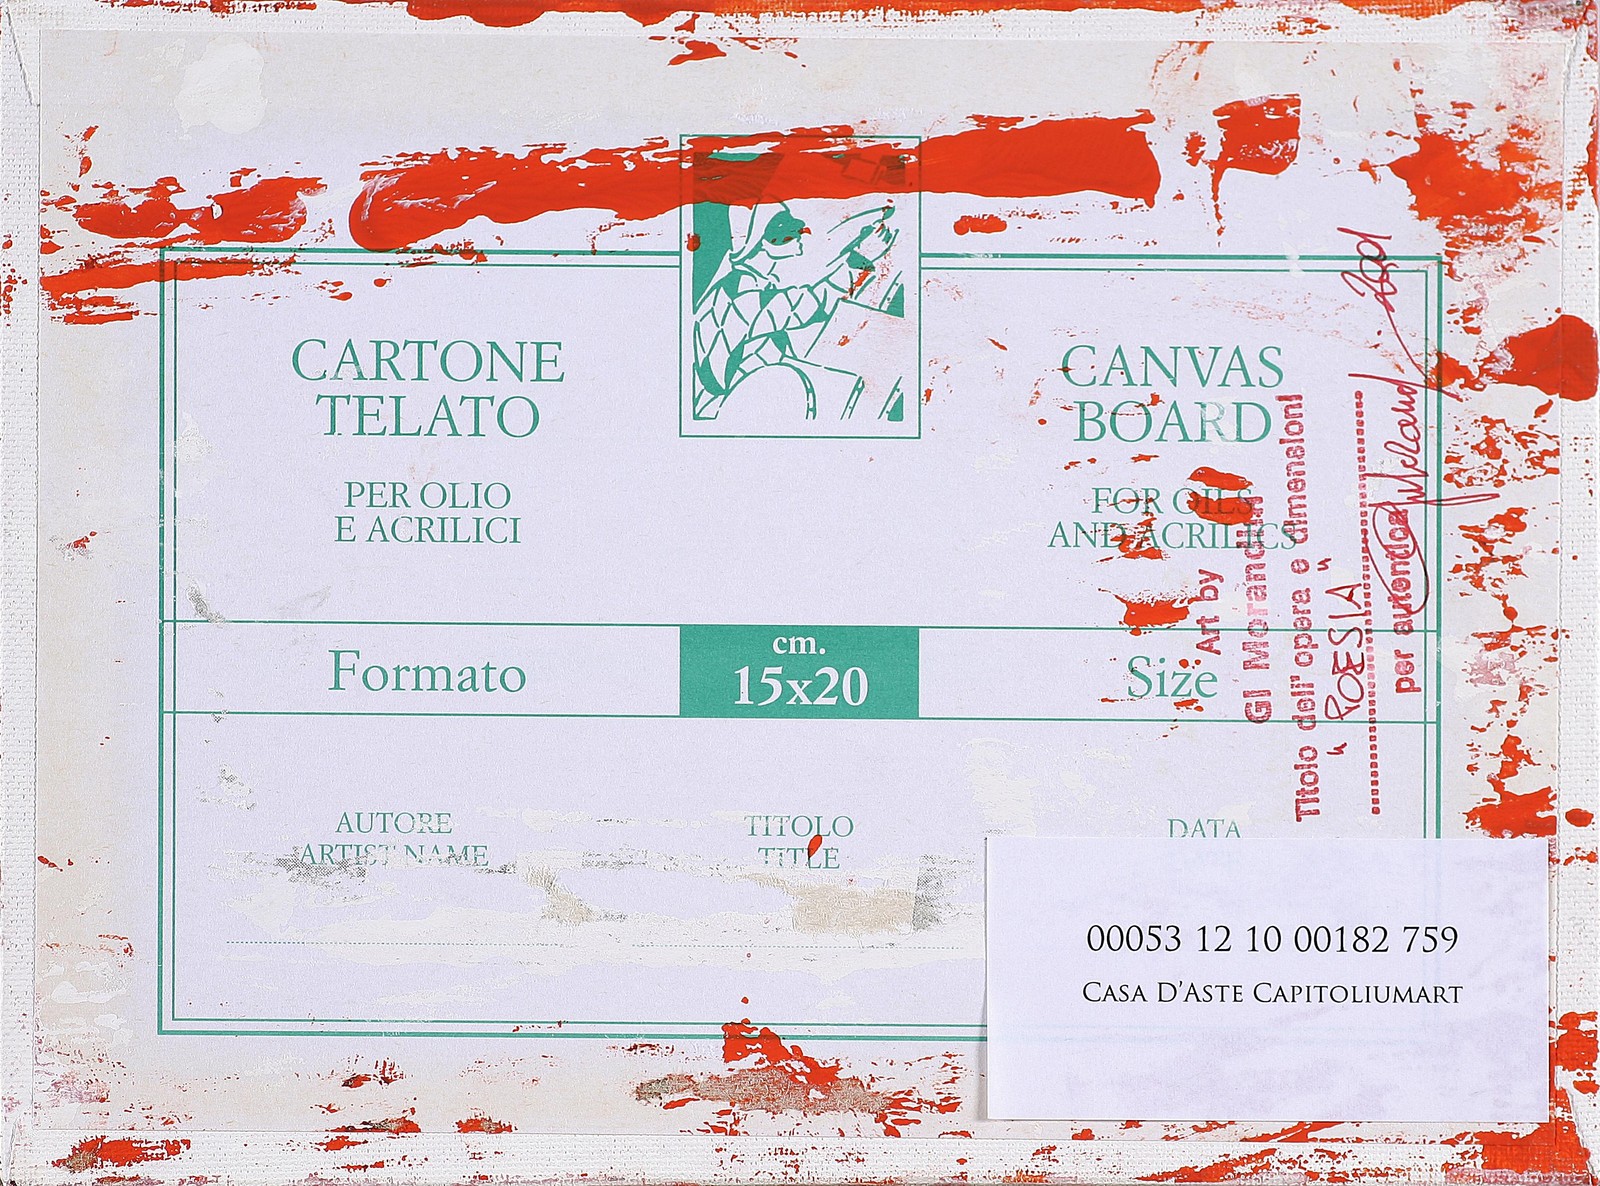 CARTONE
TELATO
PER OLIO
E ACRILICI
CANVAS
BOARD
FOR OILS
AND ACRILICS
Formato
cm.
15x20
Size
AUTORE
ARTIST NAME
TITOLO
TITLE
DATA
Art by
GI Morandini
Titolo dell' opera e dimensioni
" POESIA "
per autentica
2001
00053 12 10 00182 759
CASA D'ASTE CAPITOLIUMART